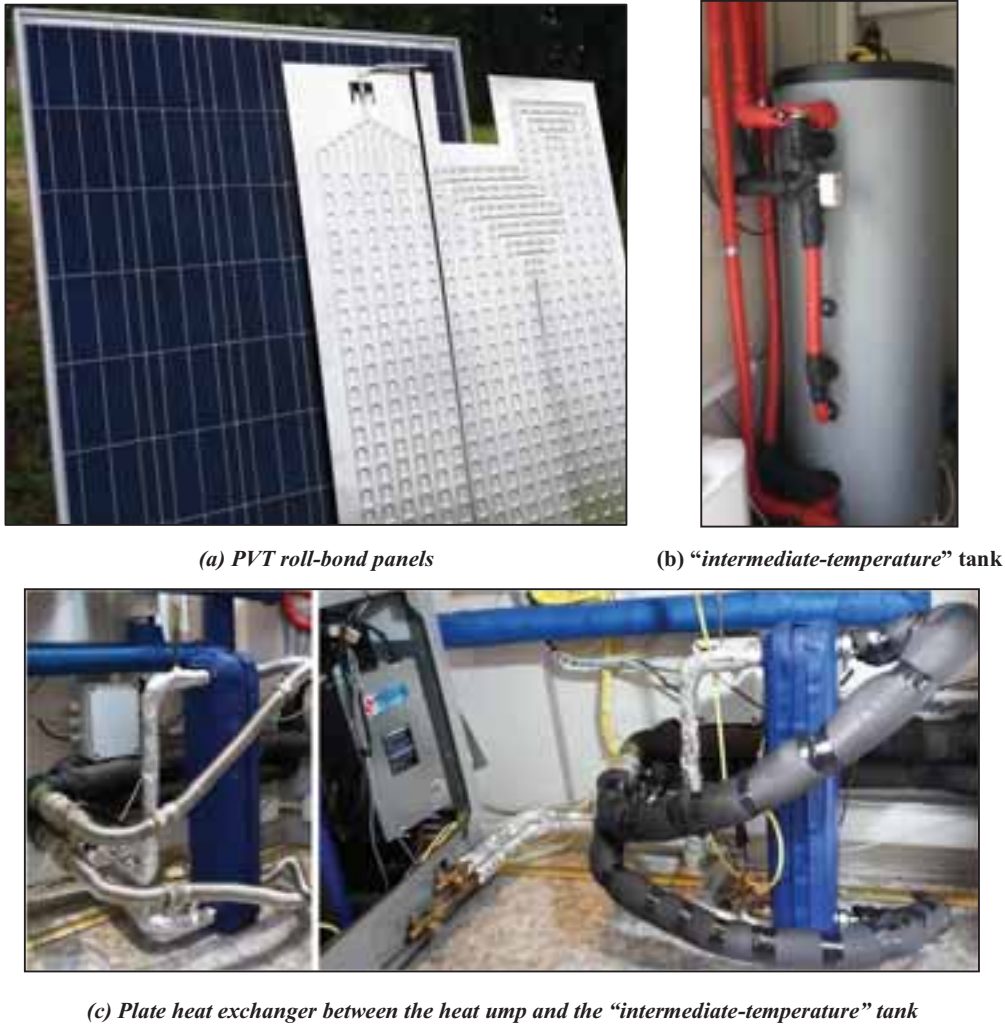 (a) PVT roll-bond panels
(b) “intermediate-temperature” tank
(c) Plate heat exchanger between the heat ump and the “intermediate-temperature” tank